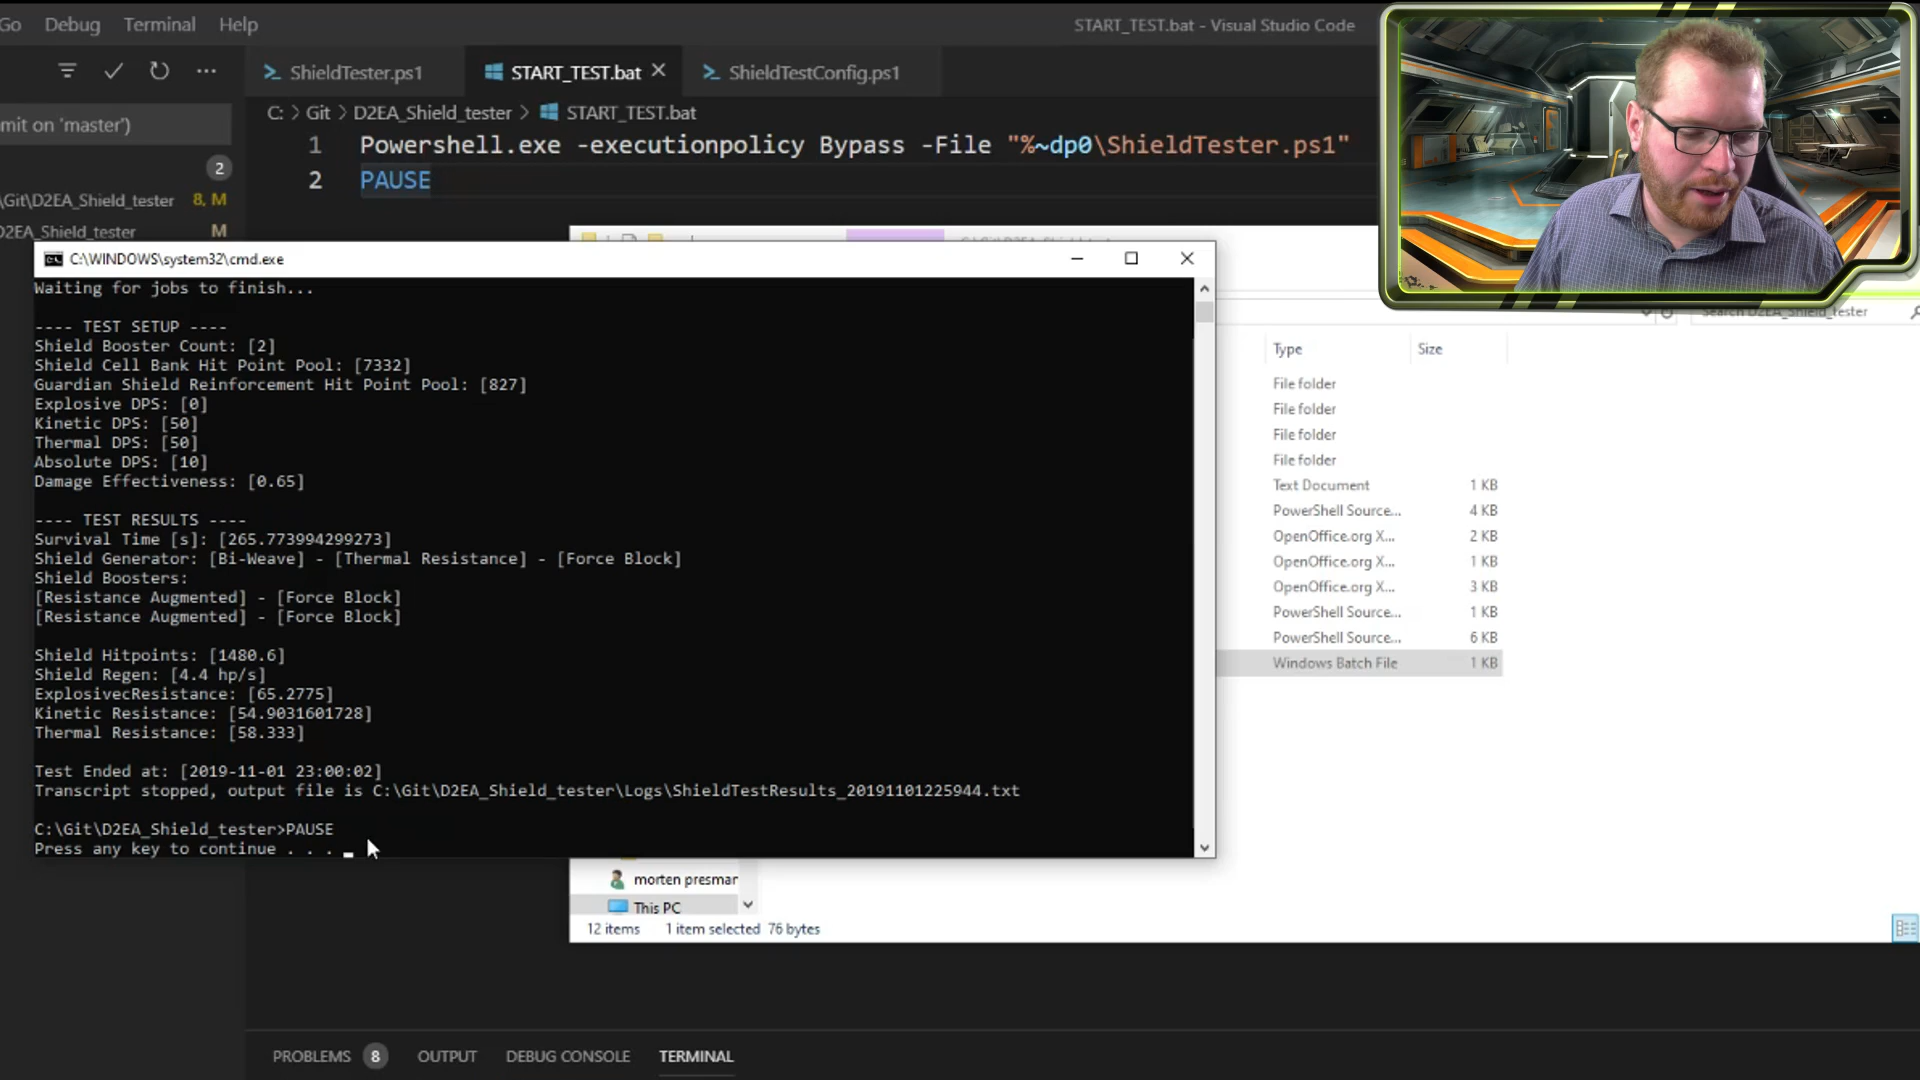 Go Debug Terminal Help
START_TEST.bat - Visual Studio Code
ShieldTester.ps1
START_TEST.bat
ShieldTestConfig.ps1
mit on 'master')
C: > Git > D2EA_Shield_tester > START_TEST.bat
1 Powershell.exe -executionpolicy Bypass -File "%~dp0\ShieldTester.ps1"
2 PAUSE
2
\Git\D2EA_Shield_tester 8, M
D2EA_Shield_tester M
C:\WINDOWS\system32\cmd.exe
Waiting for jobs to finish...
---- TEST SETUP ----
Shield Booster Count: [2]
Shield Cell Bank Hit Point Pool: [7332]
Guardian Shield Reinforcement Hit Point Pool: [827]
Explosive DPS: [0]
Kinetic DPS: [50]
Thermal DPS: [50]
Absolute DPS: [10]
Damage Effectiveness: [0.65]
---- TEST RESULTS ----
Survival Time [s]: [265.773994299273]
Shield Generator: [Bi-Weave] - [Thermal Resistance] - [Force Block]
Shield Boosters:
[Resistance Augmented] - [Force Block]
[Resistance Augmented] - [Force Block]
Shield Hitpoints: [1480.6]
Shield Regen: [4.4 hp/s]
ExplosivecResistance: [65.2775]
Kinetic Resistance: [54.9031601728]
Thermal Resistance: [58.333]
Test Ended at: [2019-11-01 23:00:02]
Transcript stopped, output file is C:\Git\D2EA_Shield_tester\Logs\ShieldTestResults_20191101225944.txt
C:\Git\D2EA_Shield_tester>PAUSE
Press any key to continue . . .
Search D2EA_Shield_tester
Type Size
File folder
File folder
File folder
File folder
Text Document 1 KB
PowerShell Source... 4 KB
OpenOffice.org X... 2 KB
OpenOffice.org X... 1 KB
OpenOffice.org X... 3 KB
PowerShell Source... 1 KB
PowerShell Source... 6 KB
Windows Batch File 1 KB
morten presmar
This PC
12 items 1 item selected 76 bytes
PROBLEMS 8 OUTPUT DEBUG CONSOLE TERMINAL